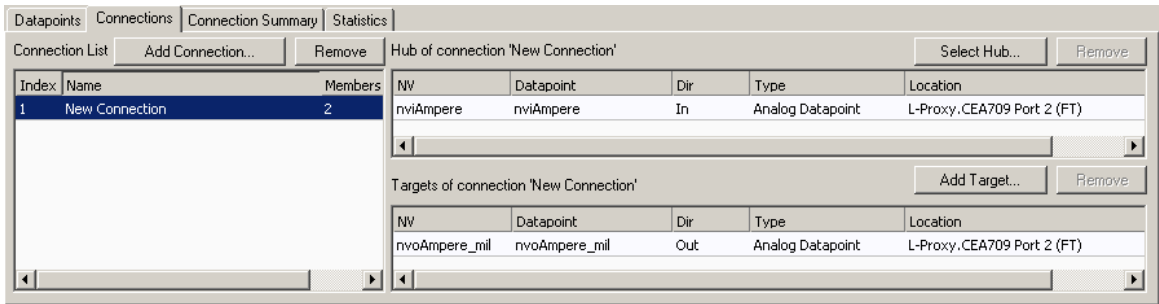 Datapoints Connections Connection Summary Statistics
Connection List Add Connection... Remove
Index Name Members
1 New Connection 2
Hub of connection 'New Connection' Select Hub... Remove
NV Datapoint Dir Type Location
nviAmpere nviAmpere In Analog Datapoint L-Proxy.CEA709 Port 2 (FT)
Targets of connection 'New Connection' Add Target... Remove
NV Datapoint Dir Type Location
nvoAmpere_mil nvoAmpere_mil Out Analog Datapoint L-Proxy.CEA709 Port 2 (FT)